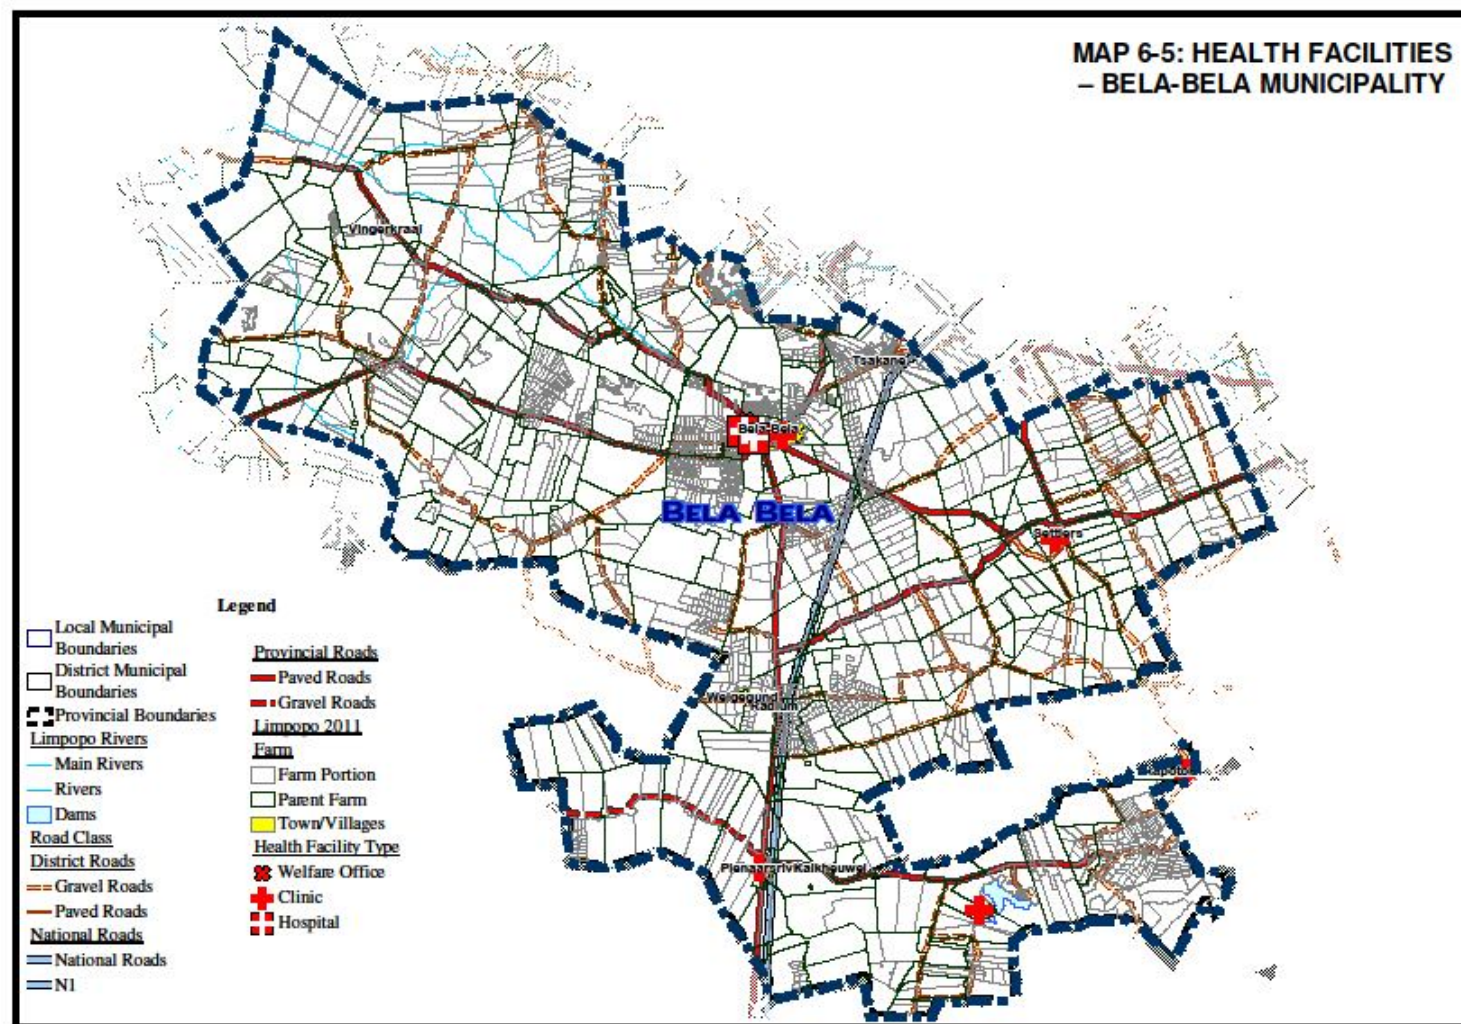 MAP 6-5: HEALTH FACILITIES
– BELA-BELA MUNICIPALITY
Vingerkraal
Tsakane
Bela-Bela
BELA BELA
Settlers
Radium
Legend
Local Municipal
Boundaries
District Municipal
Boundaries
Provincial Boundaries
Limpopo Rivers
Main Rivers
Rivers
Dams
Road Class
District Roads
Gravel Roads
Paved Roads
National Roads
National Roads
N1
Provincial Roads
Paved Roads
Gravel Roads
Limpopo 2011
Farm
Farm Portion
Parent Farm
Town/Villages
Health Facility Type
Welfare Office
Clinic
Hospital